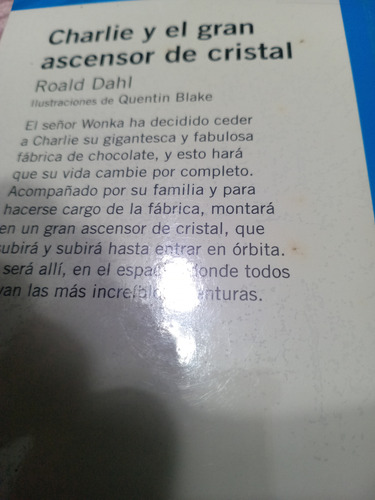 Charlie y el gran
ascensor de cristal
Roald Dahl
Ilustraciones de Quentin Blake
El señor Wonka ha decidido ceder
a Charlie su gigantesca y fabulosa
fábrica de chocolate, y esto hará
que su vida cambie por completo.
Acompañado por su familia y para
hacerse cargo de la fábrica, montará
en un gran ascensor de cristal, que
subirá y subirá hasta entrar en órbita.
será allí, en el donde todos
las más